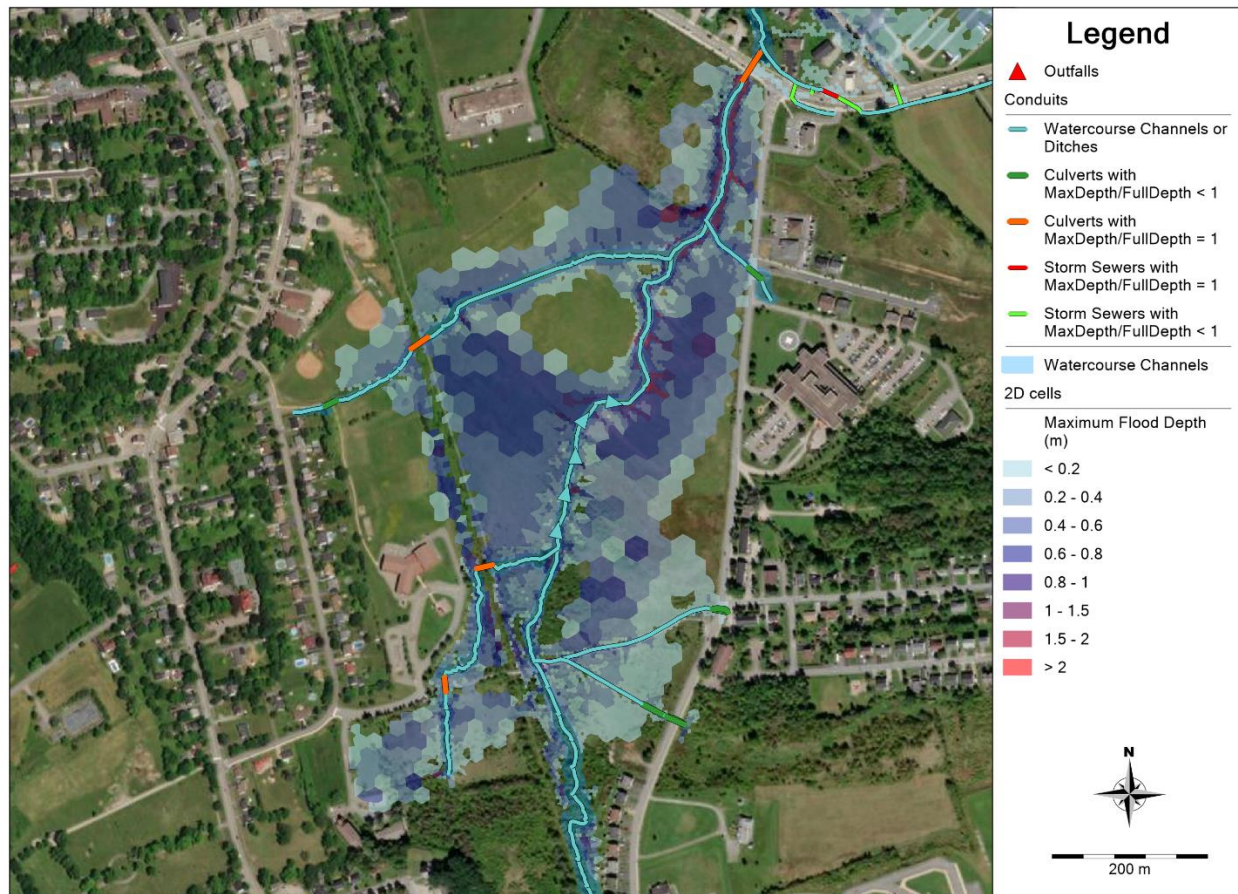 Legend
Outfalls
Conduits
Watercourse Channels or
Ditches
Culverts with
MaxDepth/FullDepth < 1
Culverts with
MaxDepth/FullDepth = 1
Storm Sewers with
MaxDepth/FullDepth = 1
Storm Sewers with
MaxDepth/FullDepth < 1
Watercourse Channels
2D cells
Maximum Flood Depth
(m)
< 0.2
0.2 - 0.4
0.4 - 0.6
0.6 - 0.8
0.8 - 1
1 - 1.5
1.5 - 2
> 2
N
200 m